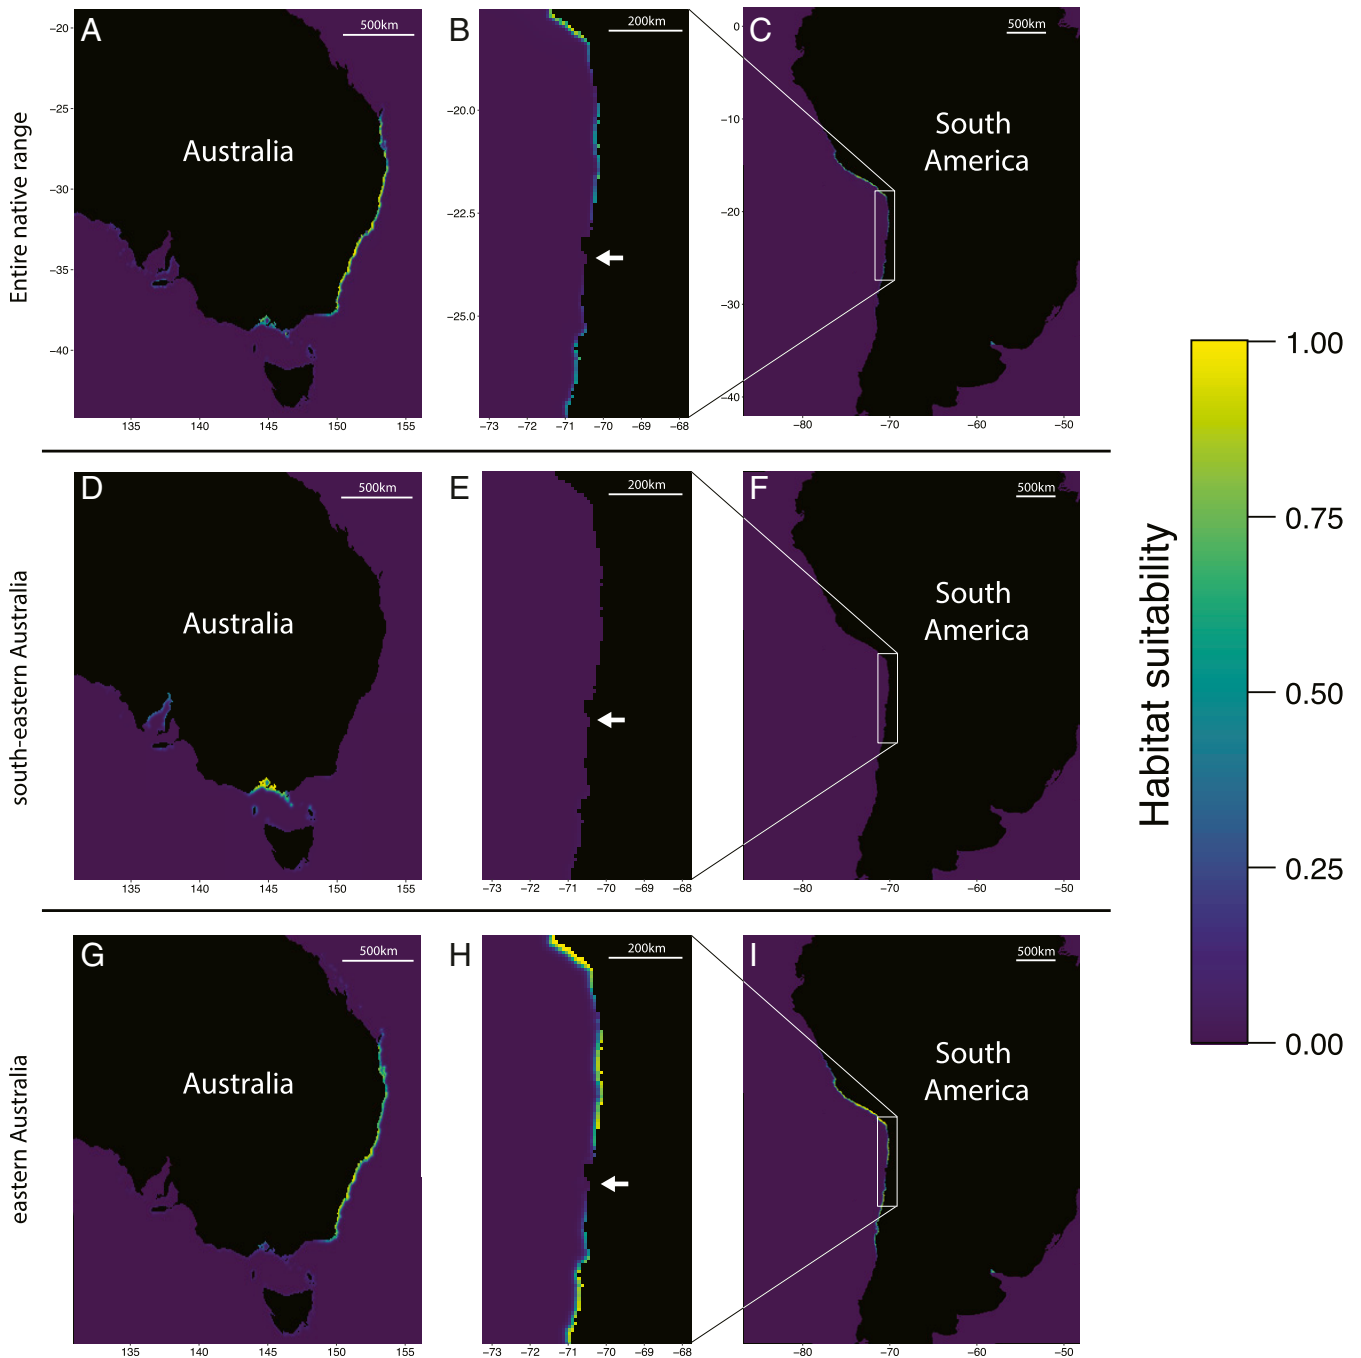 Entire native range
A
500km
Australia
−20
−25
−30
−35
−40
135 140 145 150 155
B
200km
−20.0
−22.5
−25.0
−73 −72 −71 −70 −69 −68
C
500km
South
America
0
−10
−20
−30
−40
−80 −70 −60 −50
south-eastern Australia
D
500km
Australia
135 140 145 150 155
E
200km
−73 −72 −71 −70 −69 −68
F
500km
South
America
−80 −70 −60 −50
eastern Australia
G
500km
Australia
135 140 145 150 155
H
200km
−73 −72 −71 −70 −69 −68
I
500km
South
America
−80 −70 −60 −50
Habitat suitability
1.00
0.75
0.50
0.25
0.00